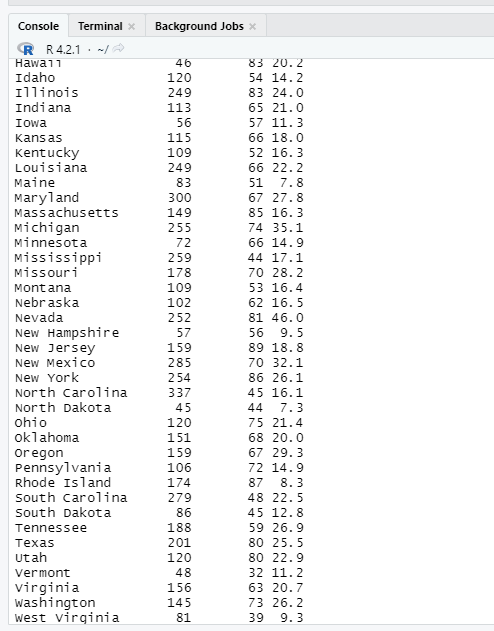 Console Terminal Background Jobs
R 4.2.1 · ~/
Hawaii 46 83 20.2
Idaho 120 54 14.2
Illinois 249 83 24.0
Indiana 113 65 21.0
Iowa 56 57 11.3
Kansas 115 66 18.0
Kentucky 109 52 16.3
Louisiana 249 66 22.2
Maine 83 51 7.8
Maryland 300 67 27.8
Massachusetts 149 85 16.3
Michigan 255 74 35.1
Minnesota 72 66 14.9
Mississippi 259 44 17.1
Missouri 178 70 28.2
Montana 109 53 16.4
Nebraska 102 62 16.5
Nevada 252 81 46.0
New Hampshire 57 56 9.5
New Jersey 159 89 18.8
New Mexico 285 70 32.1
New York 254 86 26.1
North Carolina 337 45 16.1
North Dakota 45 44 7.3
Ohio 120 75 21.4
Oklahoma 151 68 20.0
Oregon 159 67 29.3
Pennsylvania 106 72 14.9
Rhode Island 174 87 8.3
South Carolina 279 48 22.5
South Dakota 86 45 12.8
Tennessee 188 59 26.9
Texas 201 80 25.5
Utah 120 80 22.9
Vermont 48 32 11.2
Virginia 156 63 20.7
Washington 145 73 26.2
West Virginia 81 39 9.3